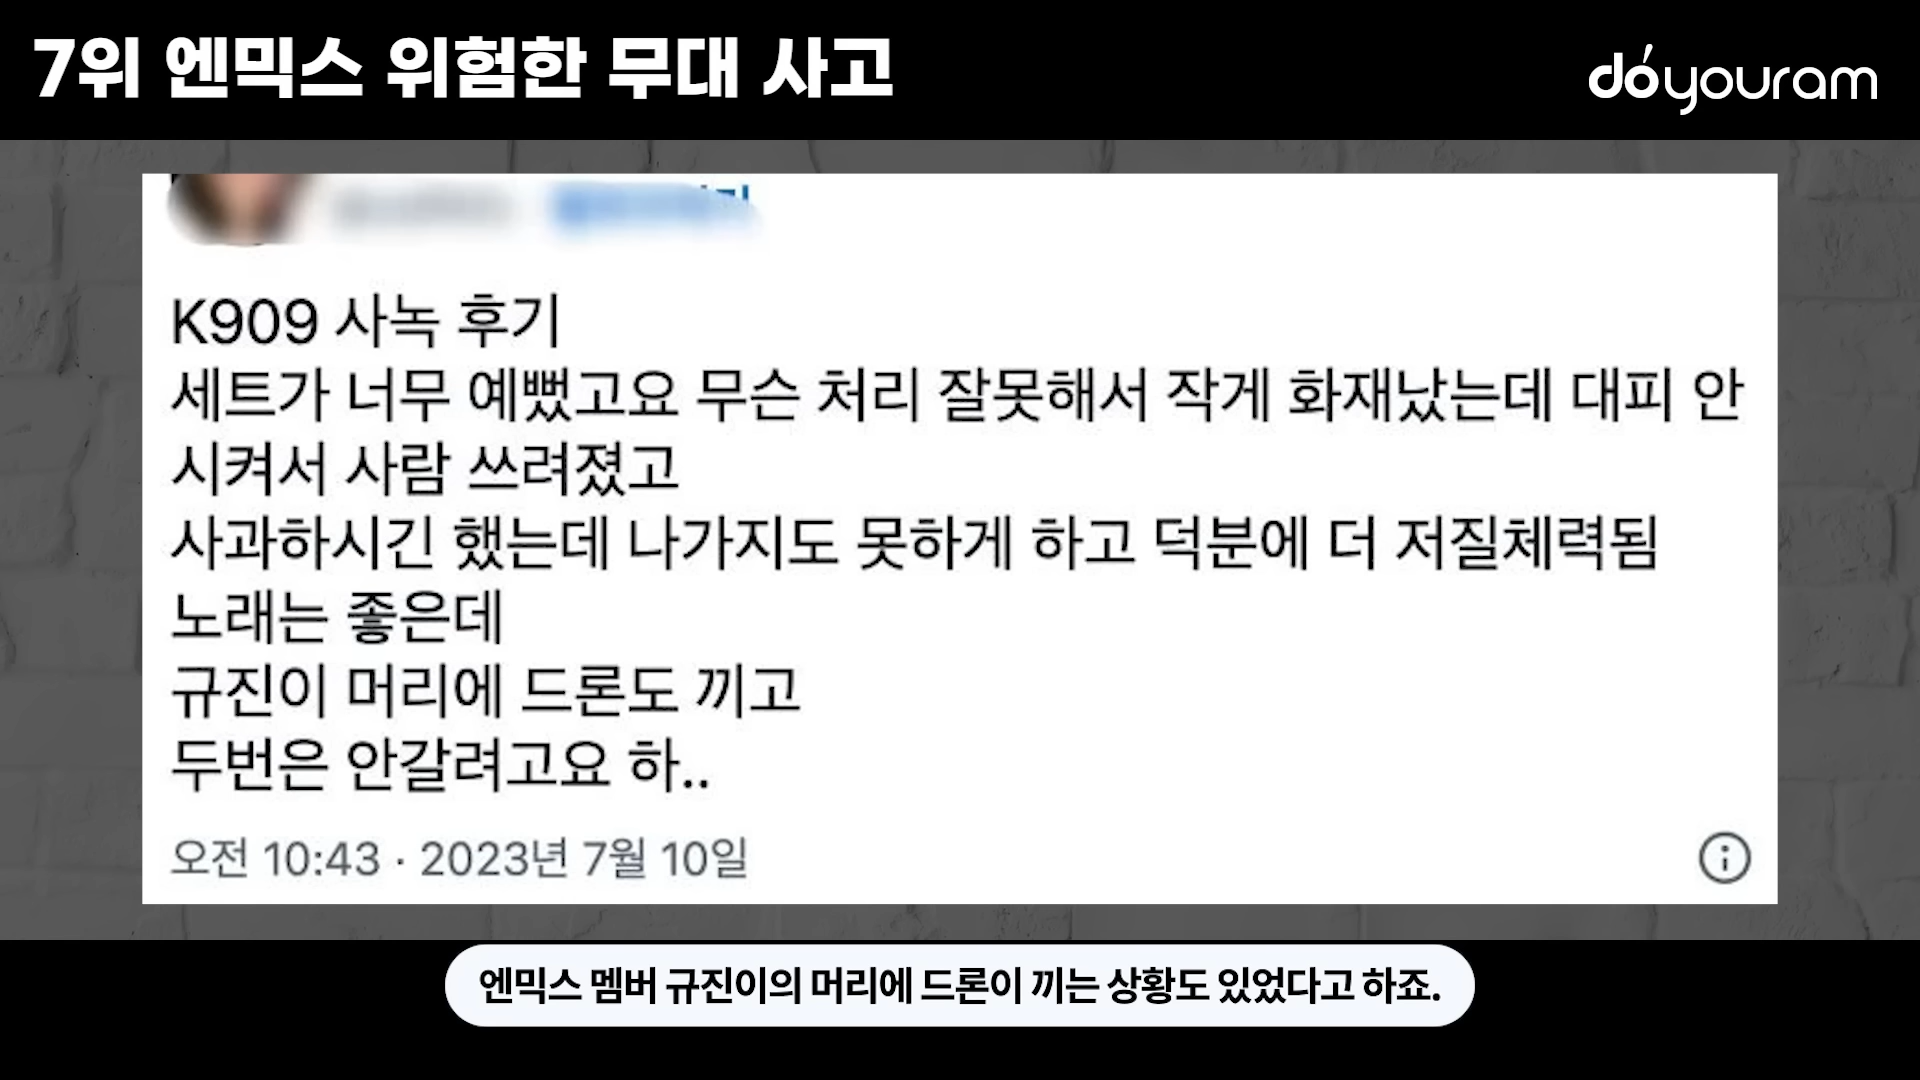 7위 엔믹스 위험한 무대 사고
dóyouram
K909 사녹 후기
세트가 너무 예뻤고요 무슨 처리 잘못해서 작게 화재났는데 대피 안
시켜서 사람 쓰려졌고
사과하시긴 했는데 나가지도 못하게 하고 덕분에 더 저질체력됨
노래는 좋은데
규진이 머리에 드론도 끼고
두번은 안갈려고요 하..
오전 10:43 · 2023년 7월 10일
엔믹스 멤버 규진이의 머리에 드론이 끼는 상황도 있었다고 하죠.